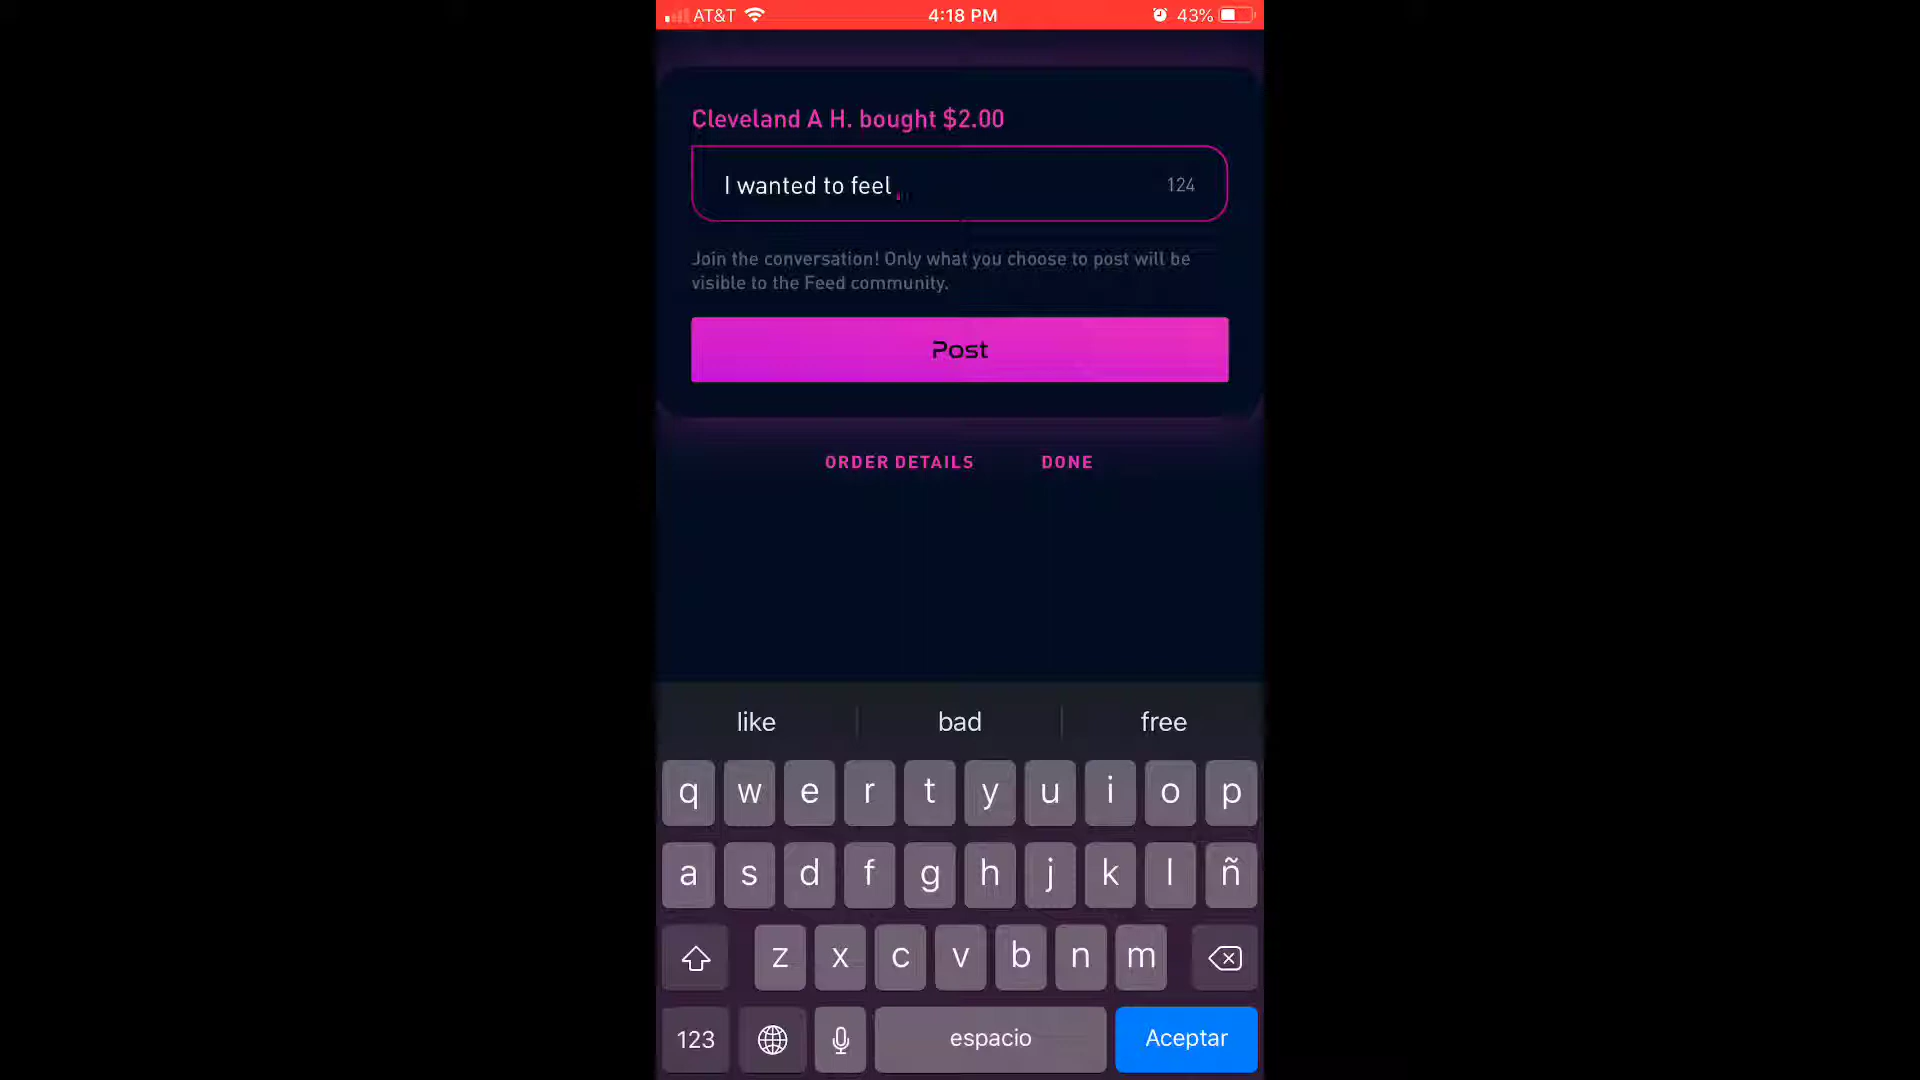 AT&T 4:18 PM 43%
Cleveland A H. bought $2.00
I wanted to feel 124
Join the conversation! Only what you choose to post will be
visible to the Feed community.
Post
ORDER DETAILS DONE
like bad free
q w e r t y u i o p
a s d f g h j k l ñ
z x c v b n m
123 espacio Aceptar